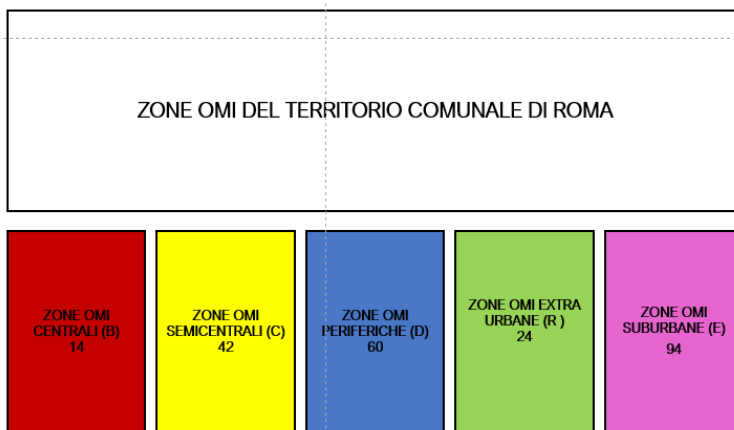 ZONE OMI DEL TERRITORIO COMUNALE DI ROMA
ZONE OMI
CENTRALI (B)
14
ZONE OMI
SEMICENTRALI (C)
42
ZONE OMI
PERIFERICHE (D)
60
ZONE OMI EXTRA
URBANE (R )
24
ZONE OMI
SUBURBANE (E)
94